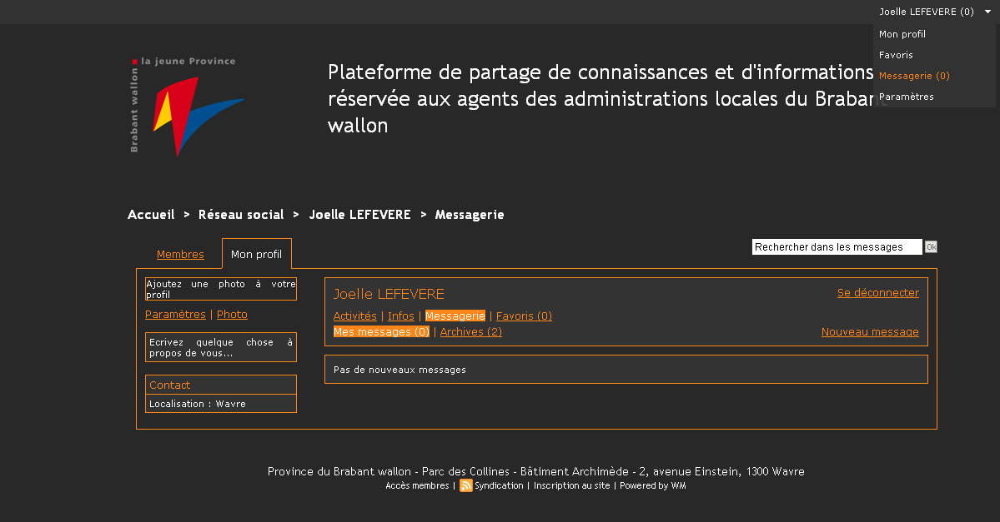 Joelle LEFEVERE (0)
Mon profil
Favoris
Messagerie (0)
Paramètres
la jeune Province
Brabant wallon
Plateforme de partage de connaissances et d'informations
réservée aux agents des administrations locales du Brabant
wallon
Accueil > Réseau social > Joelle LEFEVERE > Messagerie
Membres
Mon profil
Rechercher dans les messages
Ok
Ajoutez une photo à votre
profil
Paramètres | Photo
Ecrivez quelque chose à
propos de vous...
Contact
Localisation : Wavre
Joelle LEFEVERE
Se déconnecter
Activités | Infos | Messagerie | Favoris (0)
Mes messages (0) | Archives (2)
Nouveau message
Pas de nouveaux messages
Province du Brabant wallon - Parc des Collines - Bâtiment Archimède - 2, avenue Einstein, 1300 Wavre
Accès membres | Syndication | Inscription au site | Powered by WM